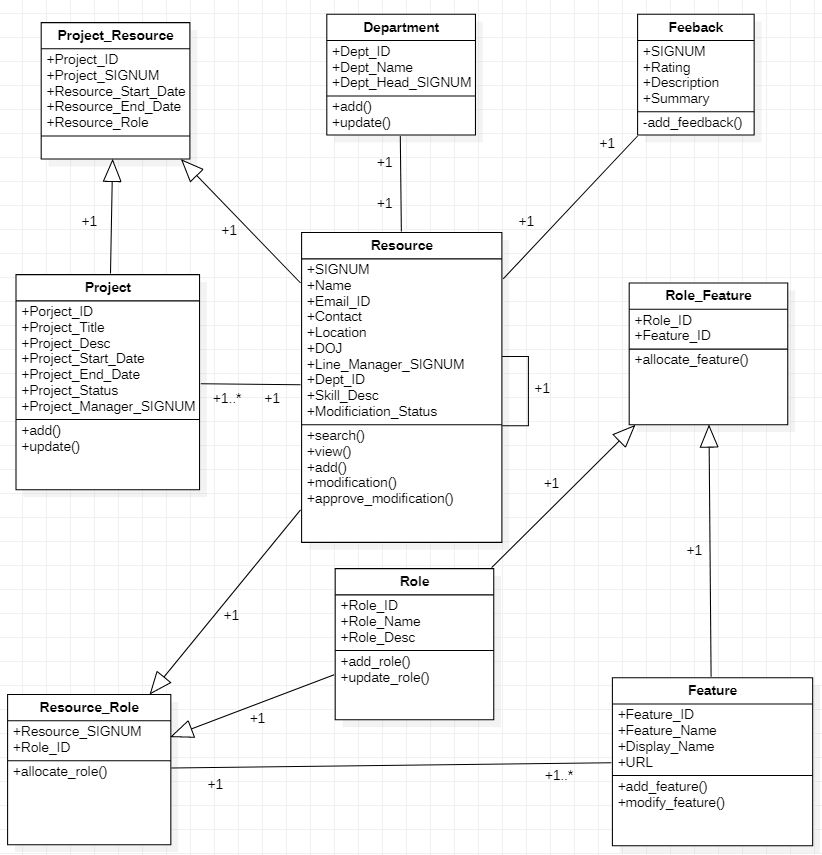 Project_Resource
+Project_ID
+Project_SIGNUM
+Resource_Start_Date
+Resource_End_Date
+Resource_Role
Department
+Dept_ID
+Dept_Name
+Dept_Head_SIGNUM
+add()
+update()
Feeback
+SIGNUM
+Rating
+Description
+Summary
-add_feedback()
+1
+1
+1
+1
+1
+1
Project
+Porject_ID
+Project_Title
+Project_Desc
+Project_Start_Date
+Project_End_Date
+Project_Status
+Project_Manager_SIGNUM
+add()
+update()
+1..*
+1
Resource
+SIGNUM
+Name
+Email_ID
+Contact
+Location
+DOJ
+Line_Manager_SIGNUM
+Dept_ID
+Skill_Desc
+Modificiation_Status
+search()
+view()
+add()
+modification()
+approve_modification()
+1
Role_Feature
+Role_ID
+Feature_ID
+allocate_feature()
+1
+1
+1
Role
+Role_ID
+Role_Name
+Role_Desc
+add_role()
+update_role()
Resource_Role
+Resource_SIGNUM
+Role_ID
+allocate_role()
+1
+1
+1..*
Feature
+Feature_ID
+Feature_Name
+Display_Name
+URL
+add_feature()
+modify_feature()